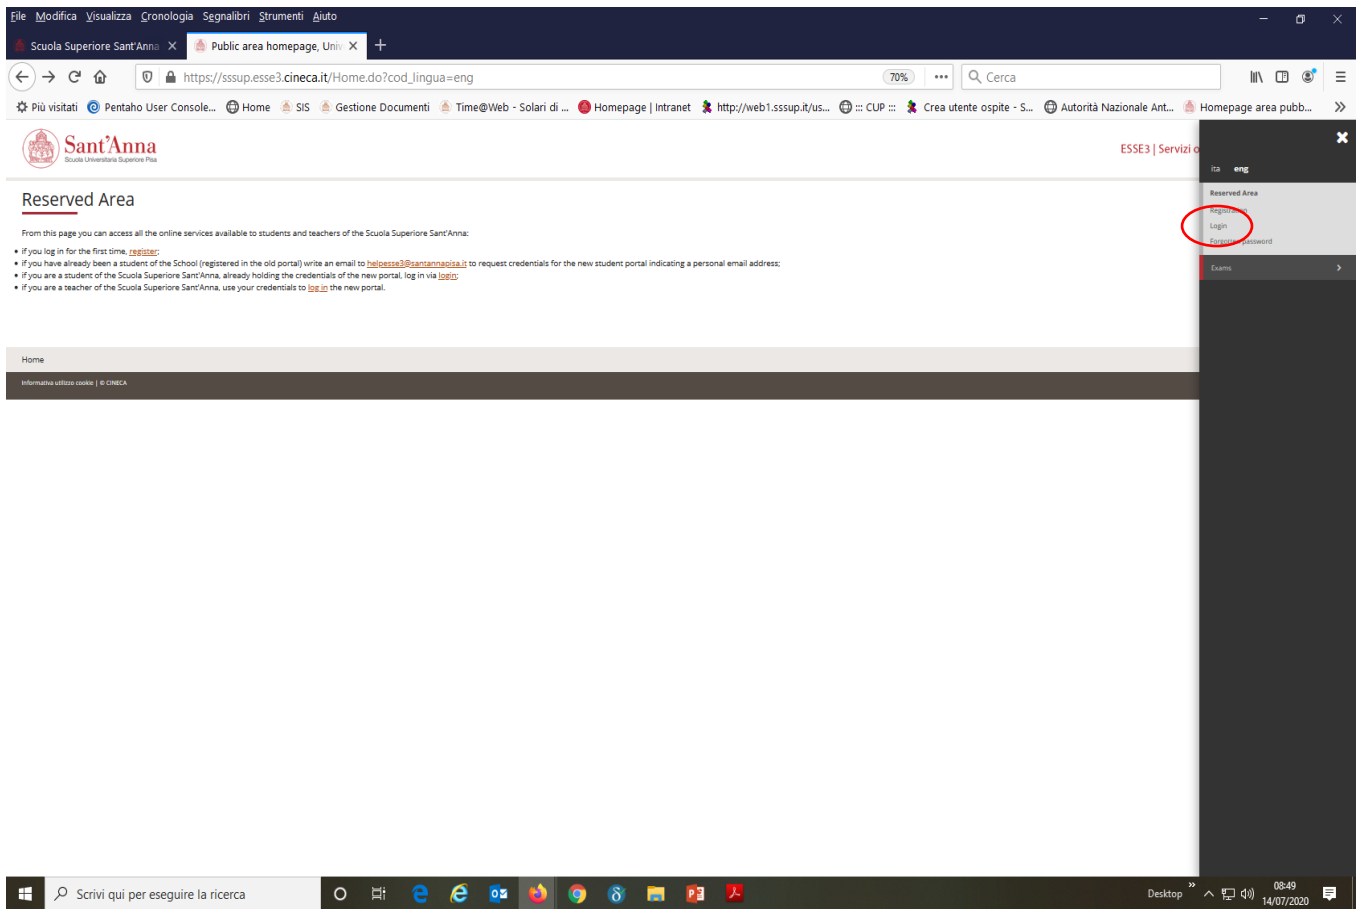 File Modifica Visualizza Cronologia Segnalibri Strumenti Aiuto
Scuola Superiore Sant'Anna
Public area homepage, Univ
https://sssup.esse3.cineca.it/Home.do?cod_lingua=eng
70%
Cerca
Più visitati Pentaho User Console... Home SIS Gestione Documenti Time@Web - Solari di ... Homepage | Intranet http://web1.sssup.it/us... ::: CUP ::: Crea utente ospite - S... Autorità Nazionale Ant... Homepage area pubb...
Sant'Anna
Scuola Universitaria Superiore Pisa
ESSE3 | Servizi o
ita eng
Reserved Area
Registration
Login
Forgotten password
Exams
Reserved Area
From this page you can access all the online services available to students and teachers of the Scuola Superiore Sant'Anna:
• if you log in for the first time, register;
• if you have already been a student of the School (registered in the old portal) write an email to helpesse3@santannapisa.it to request credentials for the new student portal indicating a personal email address;
• if you are a student of the Scuola Superiore Sant'Anna, already holding the credentials of the new portal, log in via login;
• if you are a teacher of the Scuola Superiore Sant'Anna, use your credentials to log in the new portal.
Home
Informativa utilizzo cookie | © CINECA
Scrivi qui per eseguire la ricerca
Desktop
08:49
14/07/2020